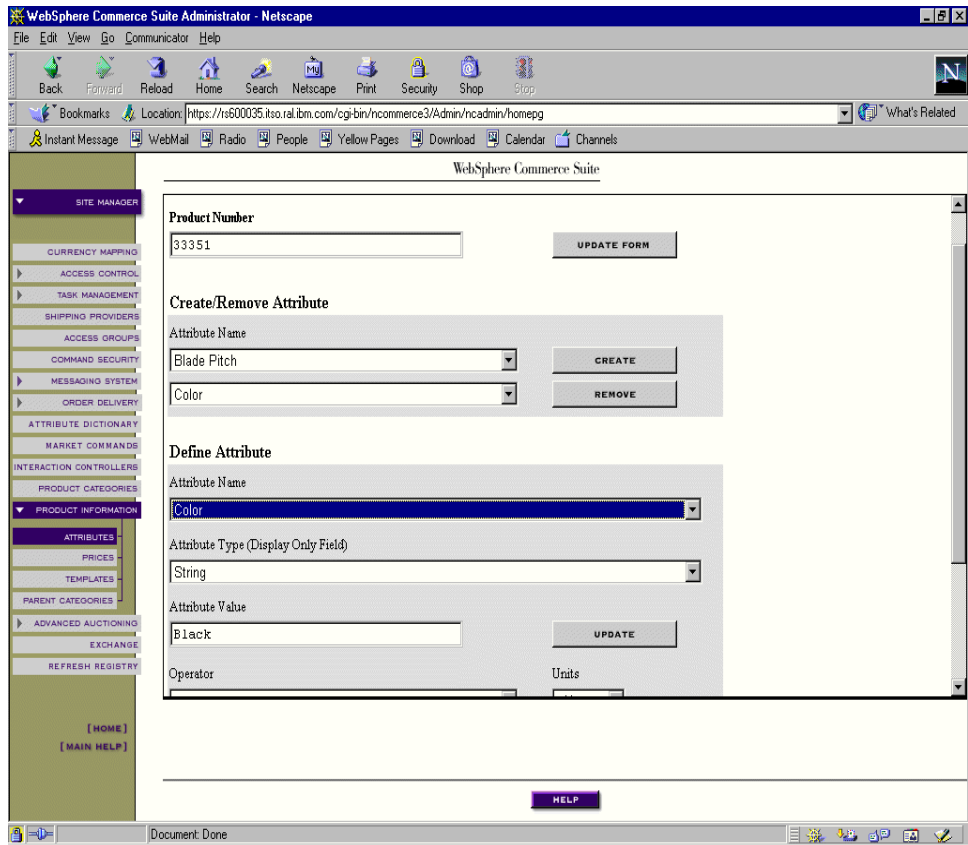 WebSphere Commerce Suite Administrator - Netscape
File Edit View Go Communicator Help
Back Forward Reload Home Search Netscape Print Security Shop Stop
Bookmarks Location: https://rs600035.itso.ral.ibm.com/cgi-bin/ncommerce3/Admin/ncadmin/homepg What's Related
Instant Message WebMail Radio People Yellow Pages Download Calendar Channels
WebSphere Commerce Suite
SITE MANAGER
CURRENCY MAPPING
ACCESS CONTROL
TASK MANAGEMENT
SHIPPING PROVIDERS
ACCESS GROUPS
COMMAND SECURITY
MESSAGING SYSTEM
ORDER DELIVERY
ATTRIBUTE DICTIONARY
MARKET COMMANDS
INTERACTION CONTROLLERS
PRODUCT CATEGORIES
PRODUCT INFORMATION
ATTRIBUTES
PRICES
TEMPLATES
PARENT CATEGORIES
ADVANCED AUCTIONING
EXCHANGE
REFRESH REGISTRY
[HOME]
[MAIN HELP]
Product Number
33351 UPDATE FORM
Create/Remove Attribute
Attribute Name
Blade Pitch CREATE
Color REMOVE
Define Attribute
Attribute Name
Color
Attribute Type (Display Only Field)
String
Attribute Value
Black UPDATE
Operator Units
HELP
Document: Done